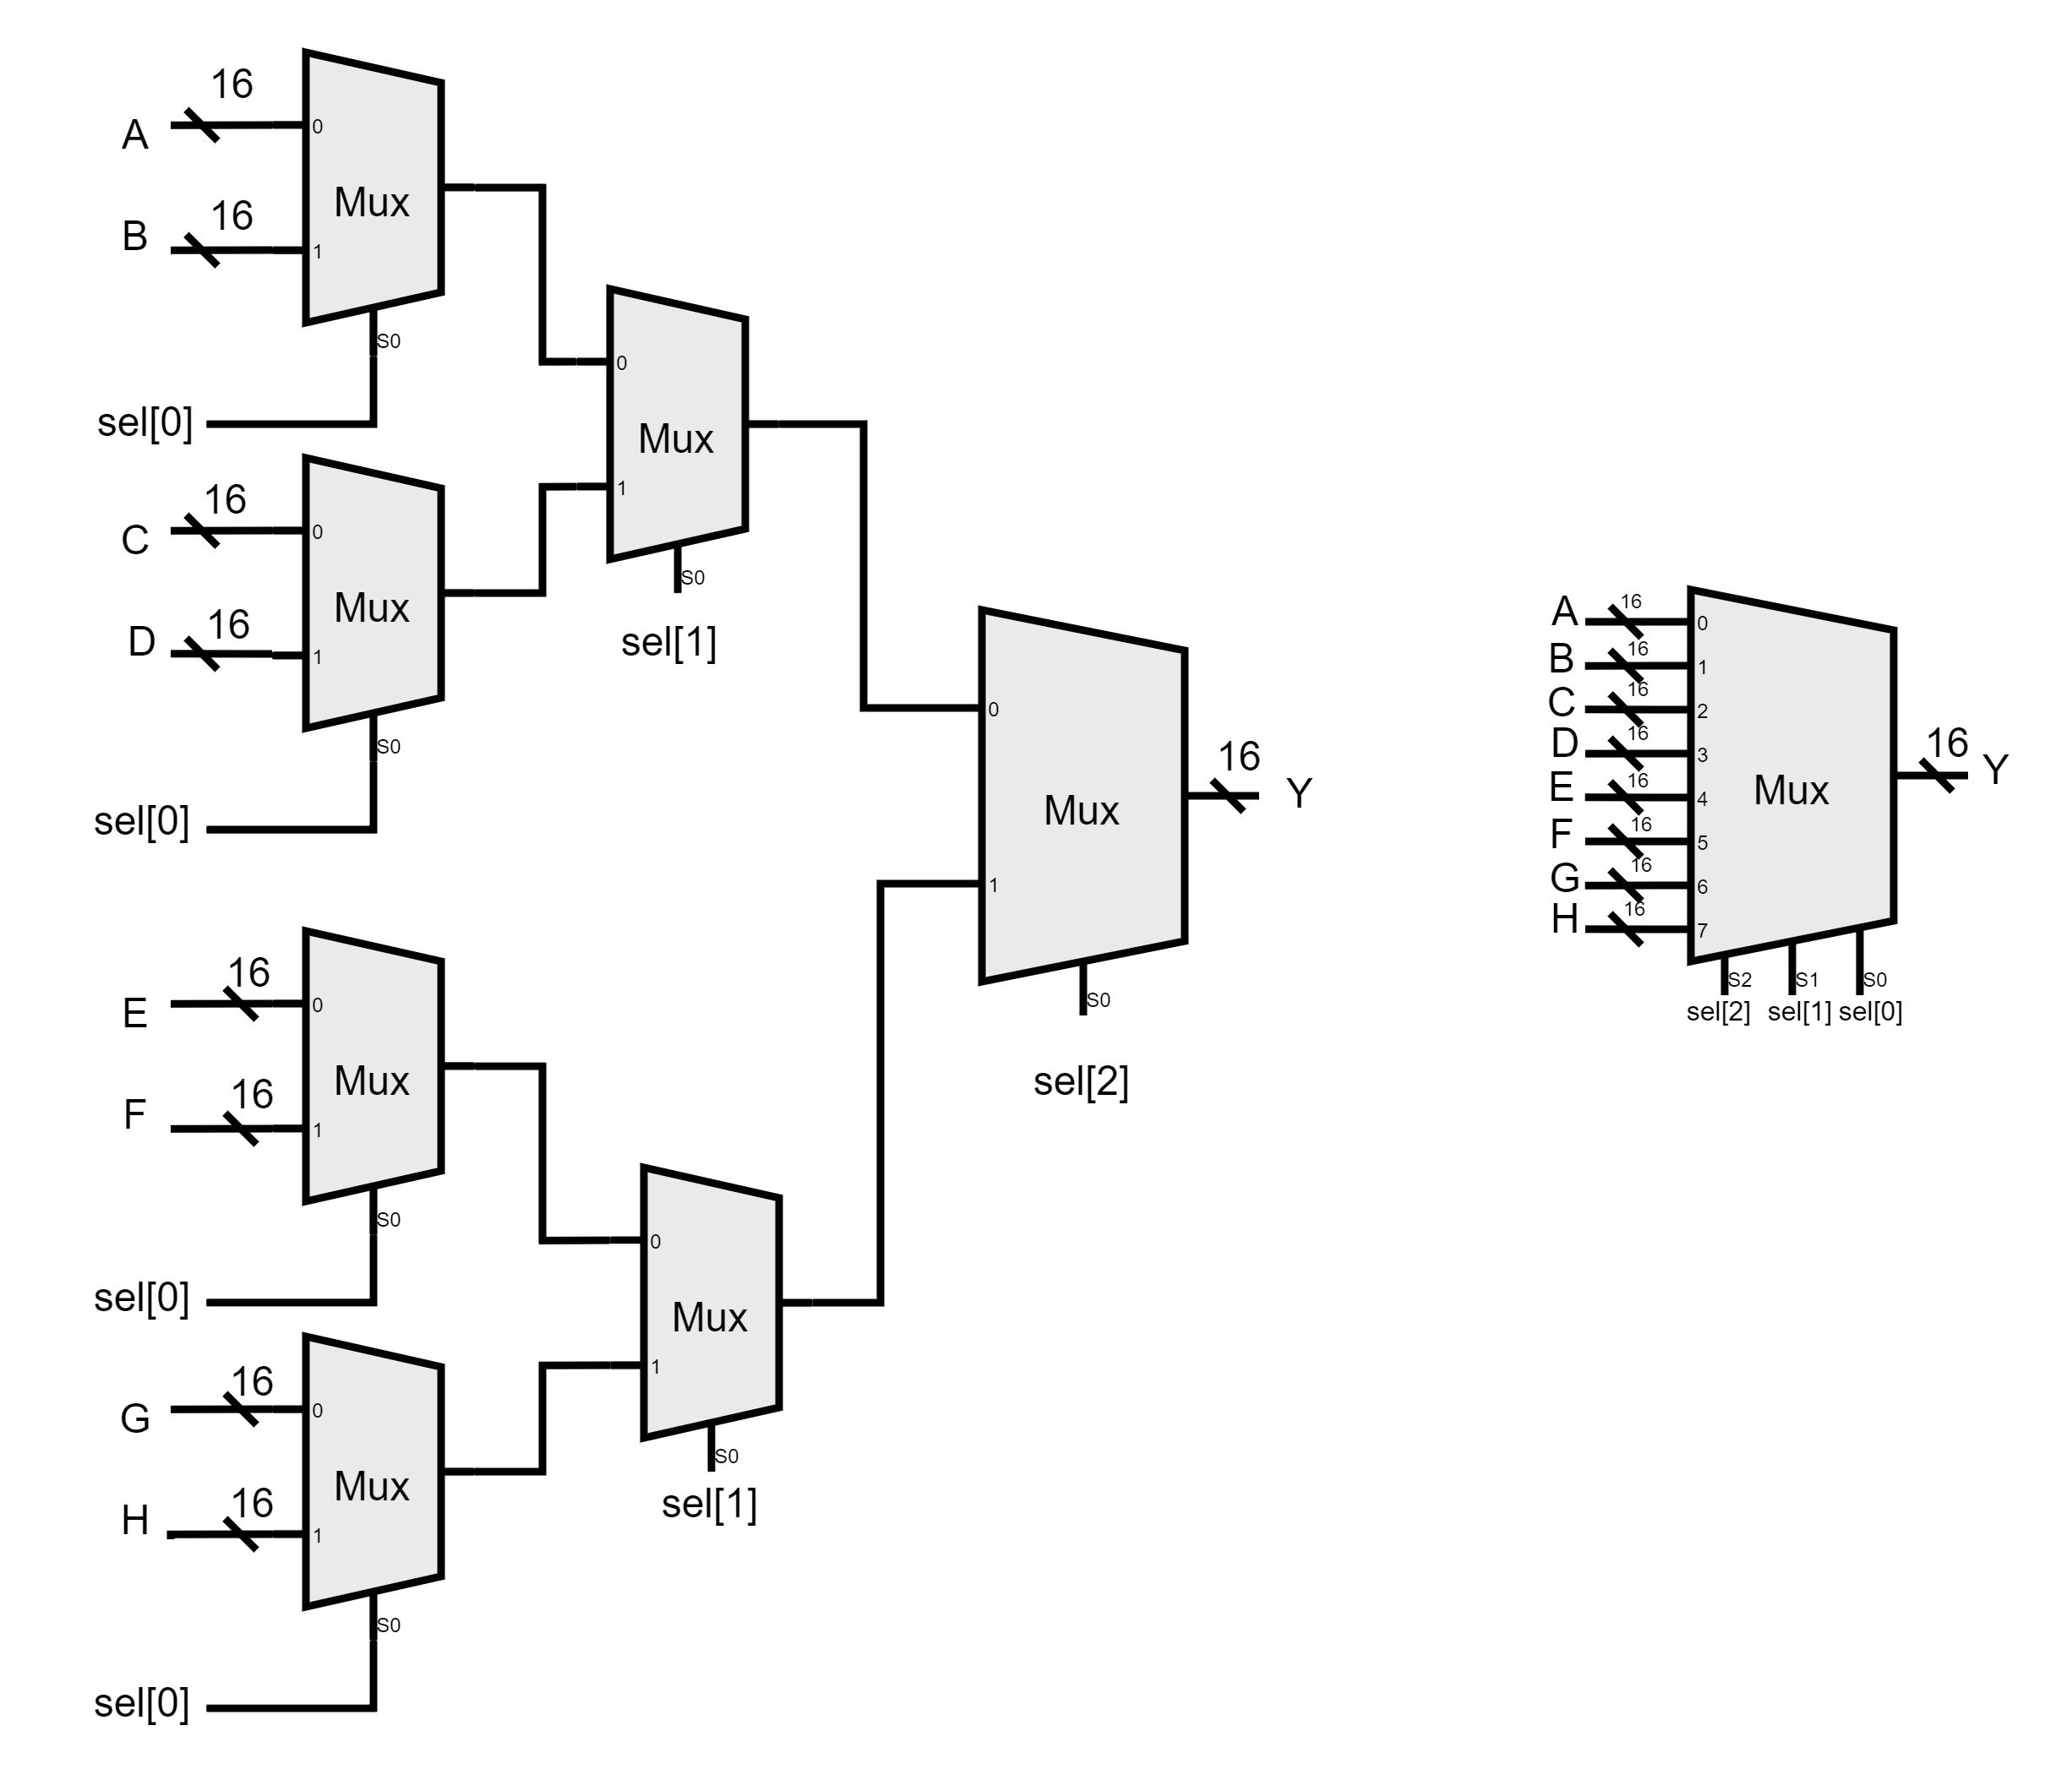 16
A
0
Mux
16
B
1
S0
sel[0]
16
C
0
Mux
16
D
1
S0
sel[0]
0
Mux
1
S0
sel[1]
16
E
0
Mux
16
F
1
S0
sel[0]
16
G
0
Mux
16
H
1
S0
sel[0]
0
Mux
1
S0
sel[1]
0
Mux
1
S0
sel[2]
16
Y
A 16 0
B 16 1
C 16 2
D 16 3
E 16 4
F 16 5
G 16 6
H 16 7
Mux
16
Y
S2 S1 S0
sel[2] sel[1] sel[0]